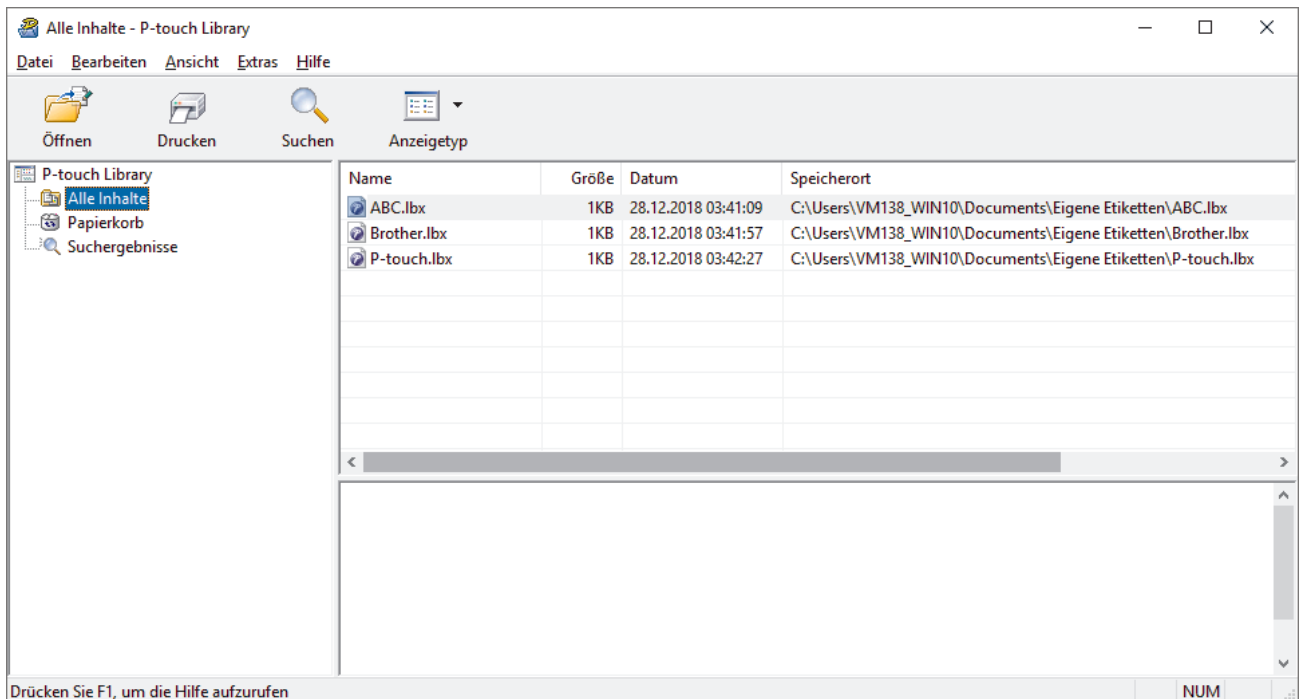 Alle Inhalte - P-touch Library
Datei Bearbeiten Ansicht Extras Hilfe
Öffnen Drucken Suchen Anzeigetyp
P-touch Library
Alle Inhalte
Papierkorb
Suchergebnisse
Name Größe Datum Speicherort
ABC.lbx 1KB 28.12.2018 03:41:09 C:\Users\VM138_WIN10\Documents\Eigene Etiketten\ABC.lbx
Brother.lbx 1KB 28.12.2018 03:41:57 C:\Users\VM138_WIN10\Documents\Eigene Etiketten\Brother.lbx
P-touch.lbx 1KB 28.12.2018 03:42:27 C:\Users\VM138_WIN10\Documents\Eigene Etiketten\P-touch.lbx
Drücken Sie F1, um die Hilfe aufzurufen NUM